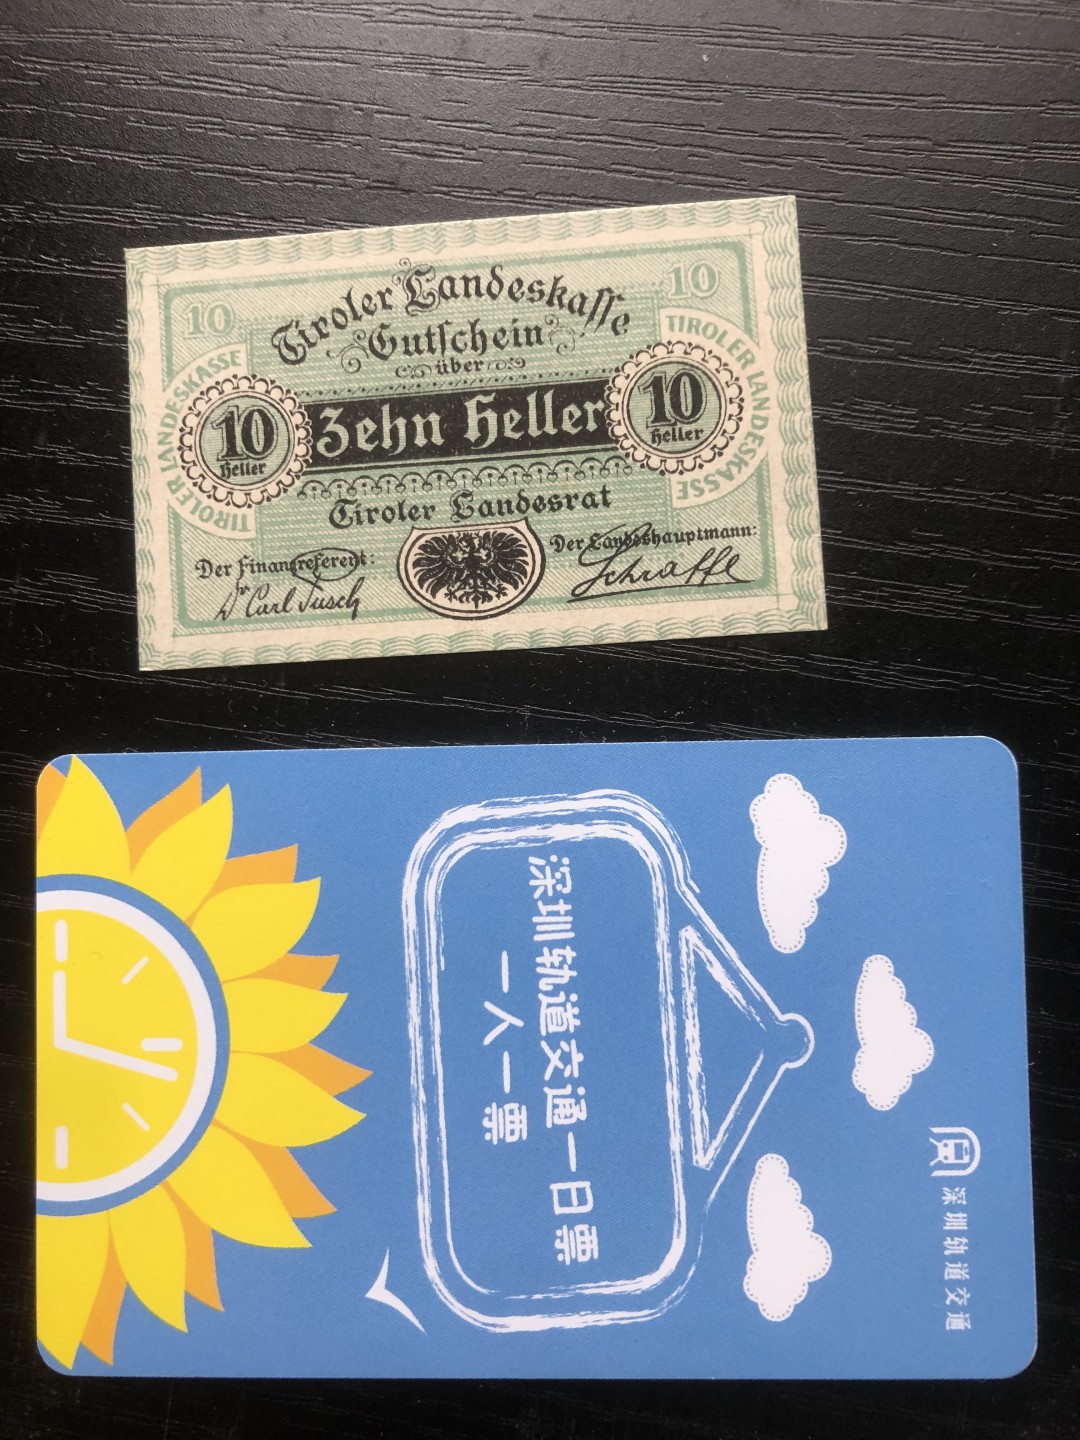 10
10
Tiroler Landeskasse
Gutschein
über
Zehn Heller
10
Heller
10
Heller
TIROLER LANDESKASSE
TIROLER LANDESKASSE
Tiroler Landesrat
Der Finanzreferent:
Dr Carl Pusch
Der Landeshauptmann:
Schraffl
深圳轨道交通一日票
一人一票
深圳轨道交通